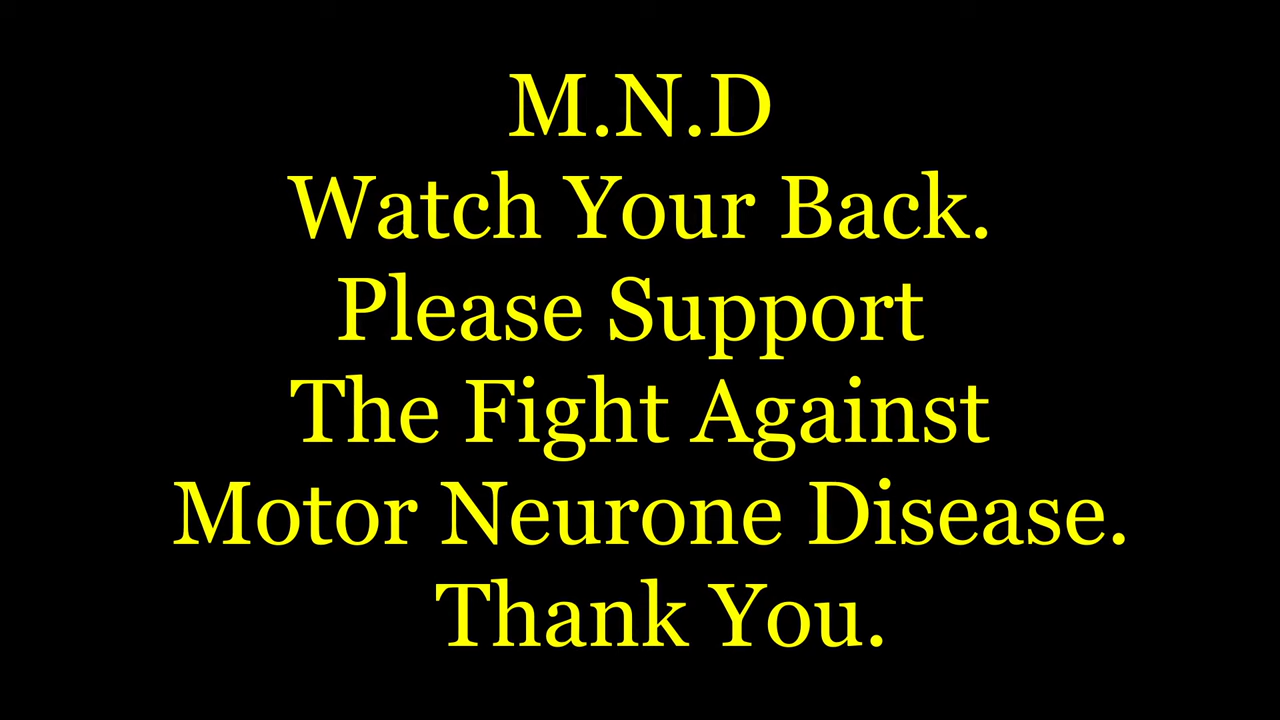 M.N.D
Watch Your Back.
Please Support
The Fight Against
Motor Neurone Disease.
Thank You.